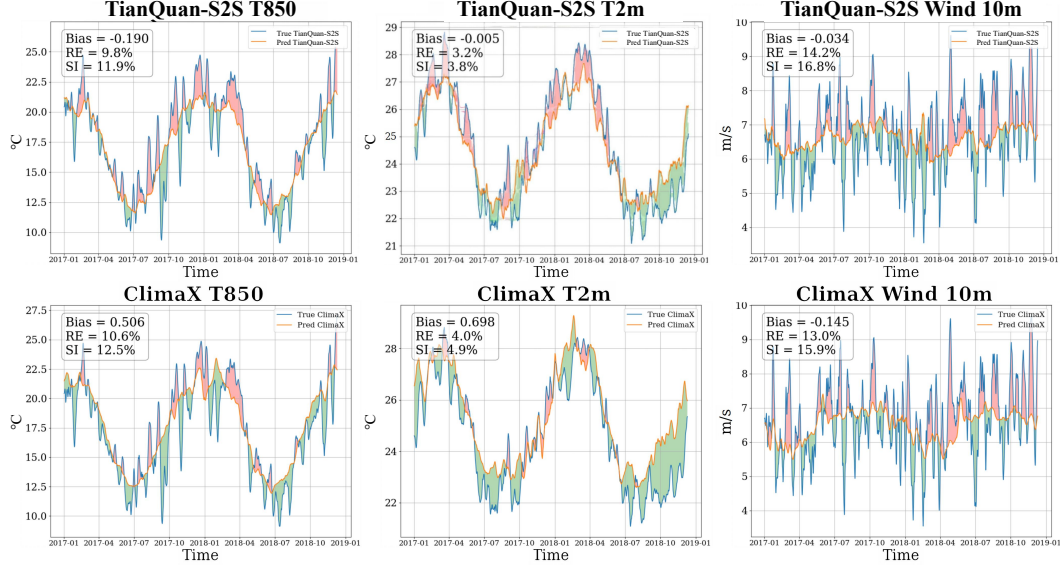 TianQuan-S2S T850
Bias = -0.190
RE = 9.8%
SI = 11.9%
True TianQuan-S2S
Pred TianQuan-S2S
25.0
22.5
20.0
17.5
15.0
12.5
10.0
°C
2017-01 2017-04 2017-07 2017-10 2018-01 2018-04 2018-07 2018-10 2019-01
Time
TianQuan-S2S T2m
Bias = -0.005
RE = 3.2%
SI = 3.8%
True TianQuan-S2S
Pred TianQuan-S2S
29
28
27
26
25
24
23
22
21
°C
2017-01 2017-04 2017-07 2017-10 2018-01 2018-04 2018-07 2018-10 2019-01
Time
TianQuan-S2S Wind 10m
Bias = -0.034
RE = 14.2%
SI = 16.8%
True TianQuan-S2S
Pred TianQuan-S2S
10
9
8
7
6
5
4
m/s
2017-01 2017-04 2017-07 2017-10 2018-01 2018-04 2018-07 2018-10 2019-01
Time
ClimaX T850
Bias = 0.506
RE = 10.6%
SI = 12.5%
True ClimaX
Pred ClimaX
27.5
25.0
22.5
20.0
17.5
15.0
12.5
10.0
°C
2017-01 2017-04 2017-07 2017-10 2018-01 2018-04 2018-07 2018-10 2019-01
Time
ClimaX T2m
Bias = 0.698
RE = 4.0%
SI = 4.9%
True ClimaX
Pred ClimaX
28
26
24
22
°C
2017-01 2017-04 2017-07 2017-10 2018-01 2018-04 2018-07 2018-10 2019-01
Time
ClimaX Wind 10m
Bias = -0.145
RE = 13.0%
SI = 15.9%
True ClimaX
Pred ClimaX
10
9
8
7
6
5
4
m/s
2017-01 2017-04 2017-07 2017-10 2018-01 2018-04 2018-07 2018-10 2019-01
Time